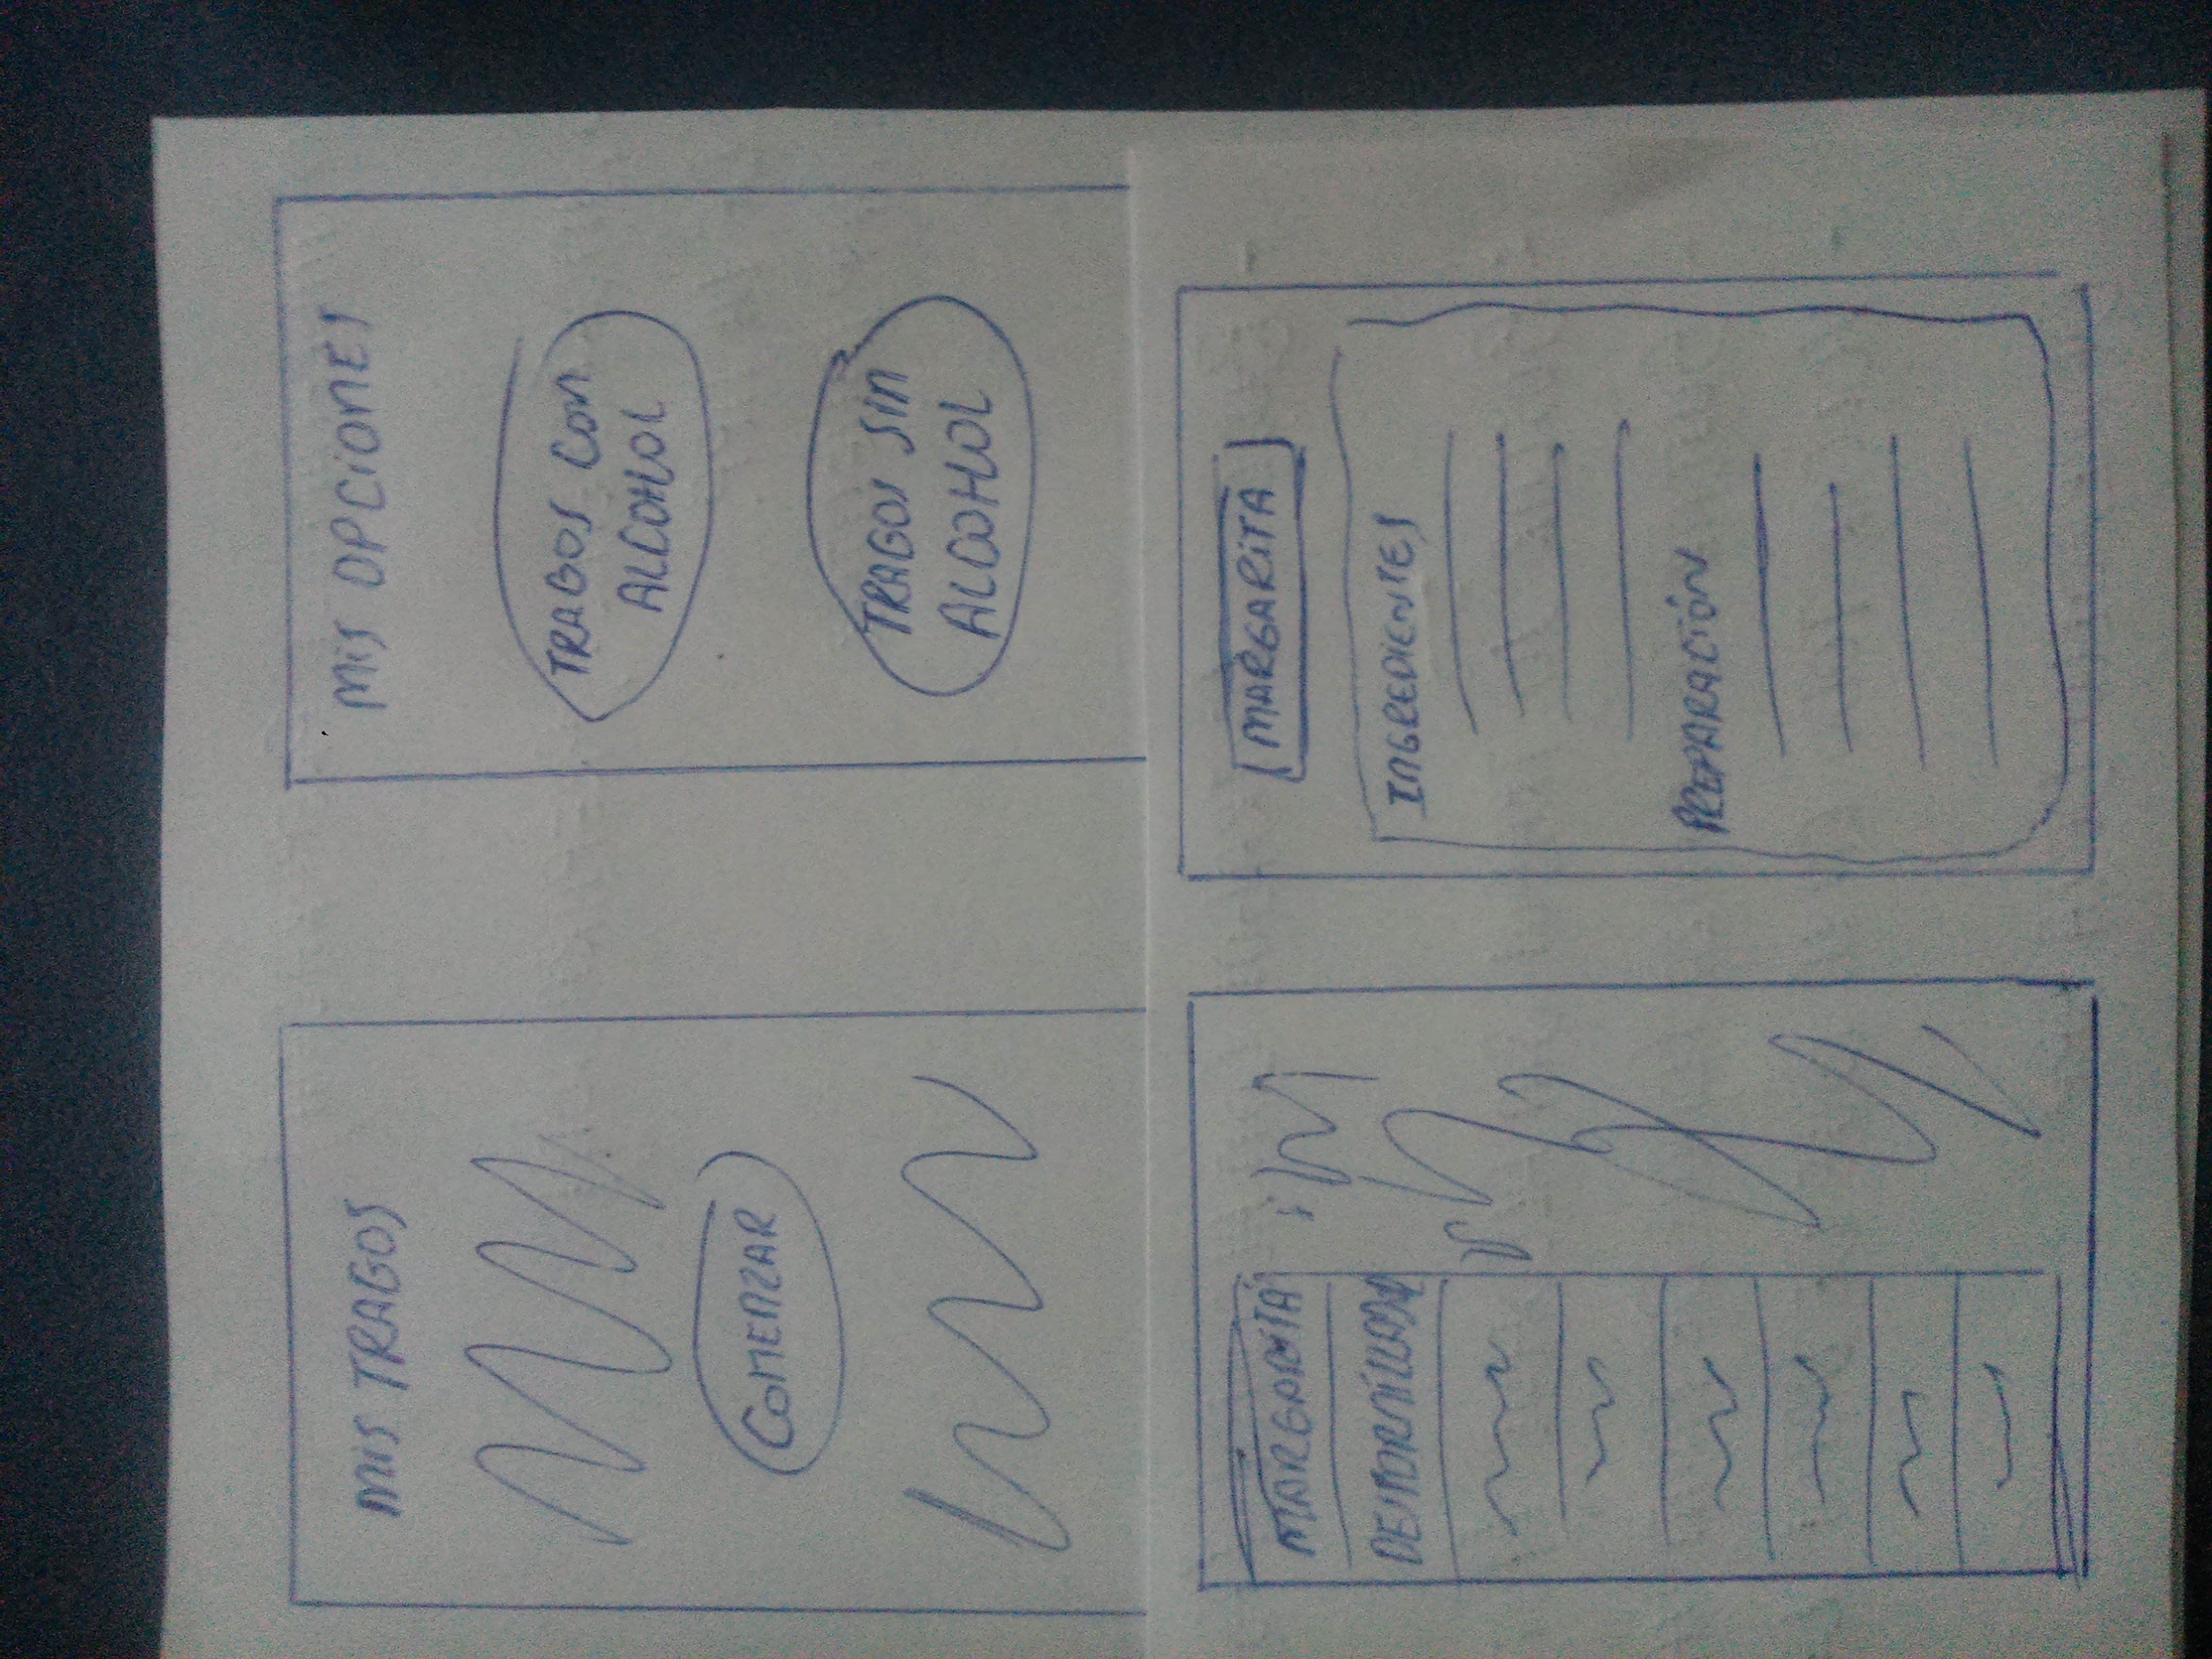 MIS TRAGOS
COMENZAR
MIS OPCIONES
TRAGOS CON
ALCOHOL
TRAGOS SIN
ALCOHOL
MARGARITA
DESTORNILLADOR
MARGARITA
INGREDIENTES
PREPARACIÓN